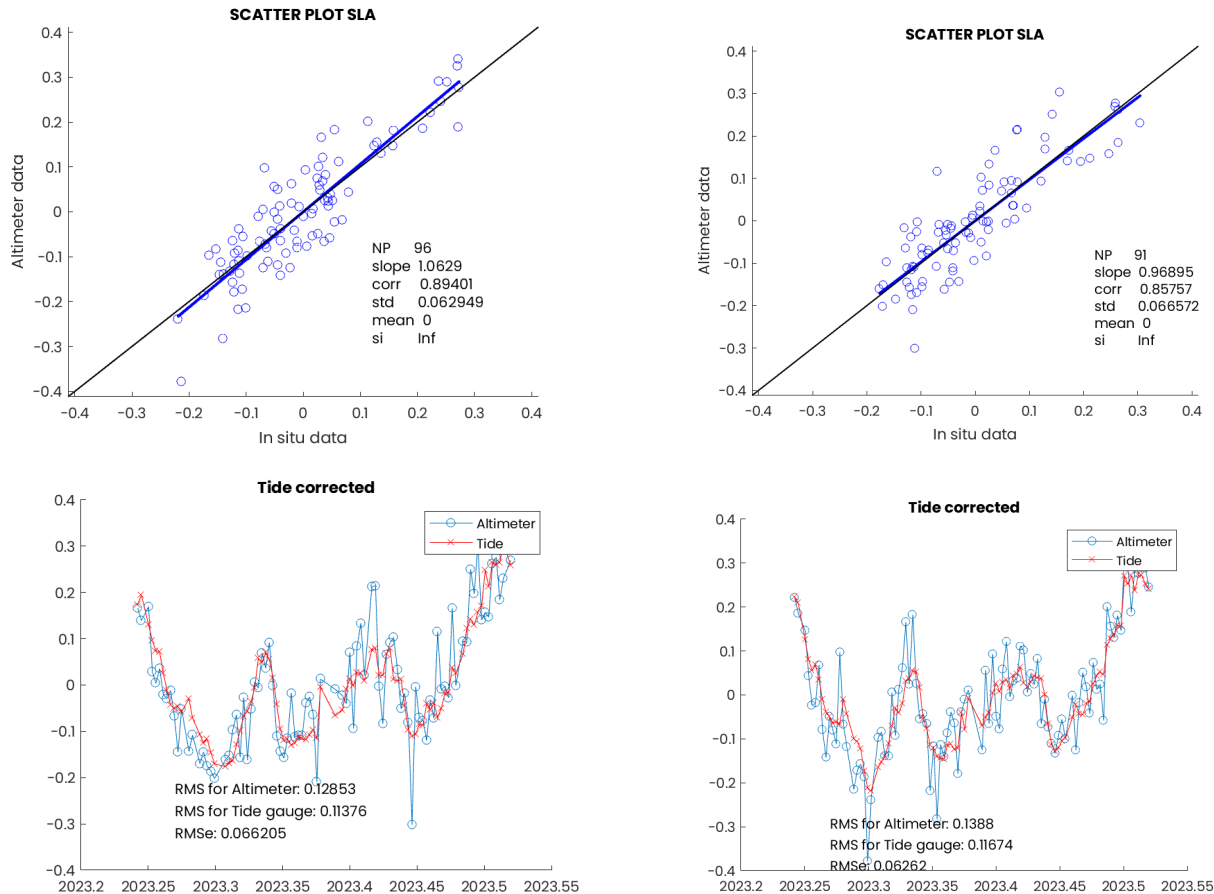 SCATTER PLOT SLA
0.4
0.3
0.2
0.1
0
−0.1
−0.2
−0.3
−0.4
Altimeter data
NP 96
slope 1.0629
corr 0.89401
std 0.062949
mean 0
si Inf
−0.4 −0.3 −0.2 −0.1 0 0.1 0.2 0.3 0.4
In situ data
SCATTER PLOT SLA
0.4
0.3
0.2
0.1
0
−0.1
−0.2
−0.3
−0.4
Altimeter data
NP 91
slope 0.96895
corr 0.85757
std 0.066572
mean 0
si Inf
−0.4 −0.3 −0.2 −0.1 0 0.1 0.2 0.3 0.4
In situ data
Tide corrected
0.4
0.3
0.2
0.1
0
−0.1
−0.2
−0.3
−0.4
Altimeter
Tide
RMS for Altimeter: 0.12853
RMS for Tide gauge: 0.11376
RMSe: 0.066205
2023.2 2023.25 2023.3 2023.35 2023.4 2023.45 2023.5 2023.55
Tide corrected
0.4
0.3
0.2
0.1
0
−0.1
−0.2
−0.3
−0.4
Altimeter
Tide
RMS for Altimeter: 0.1388
RMS for Tide gauge: 0.11674
RMSe: 0.06262
2023.2 2023.25 2023.3 2023.35 2023.4 2023.45 2023.5 2023.55